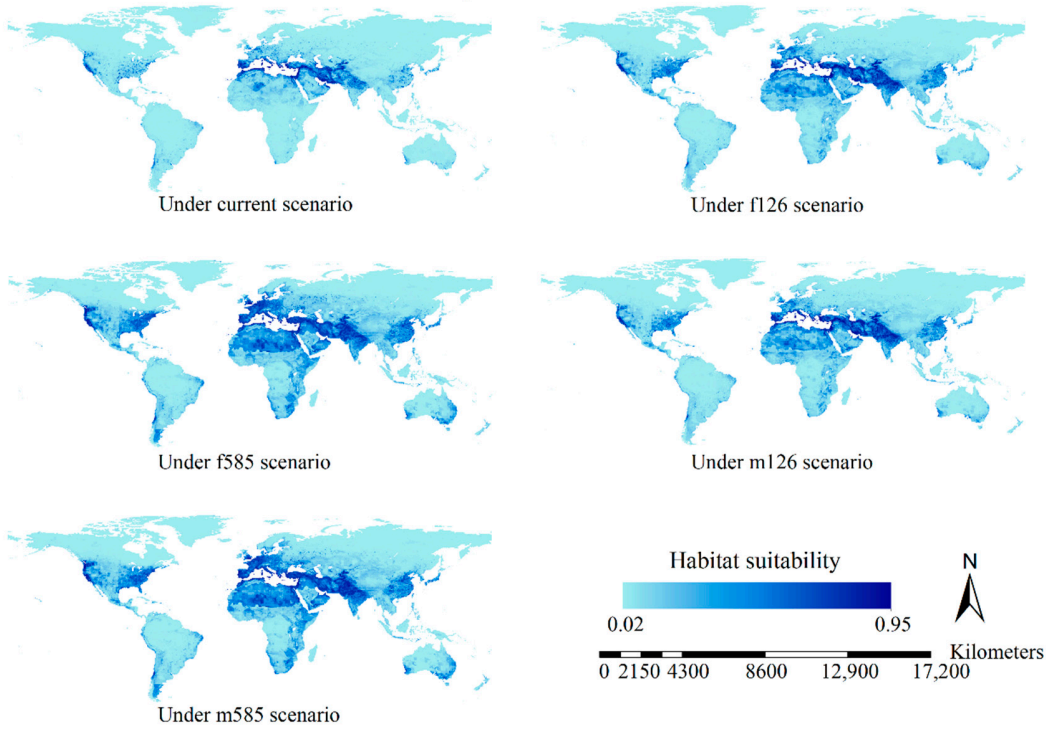 Under current scenario
Under f126 scenario
Under f585 scenario
Under m126 scenario
Under m585 scenario
Habitat suitability
0.02 0.95
N
Kilometers
0 2150 4300 8600 12,900 17,200